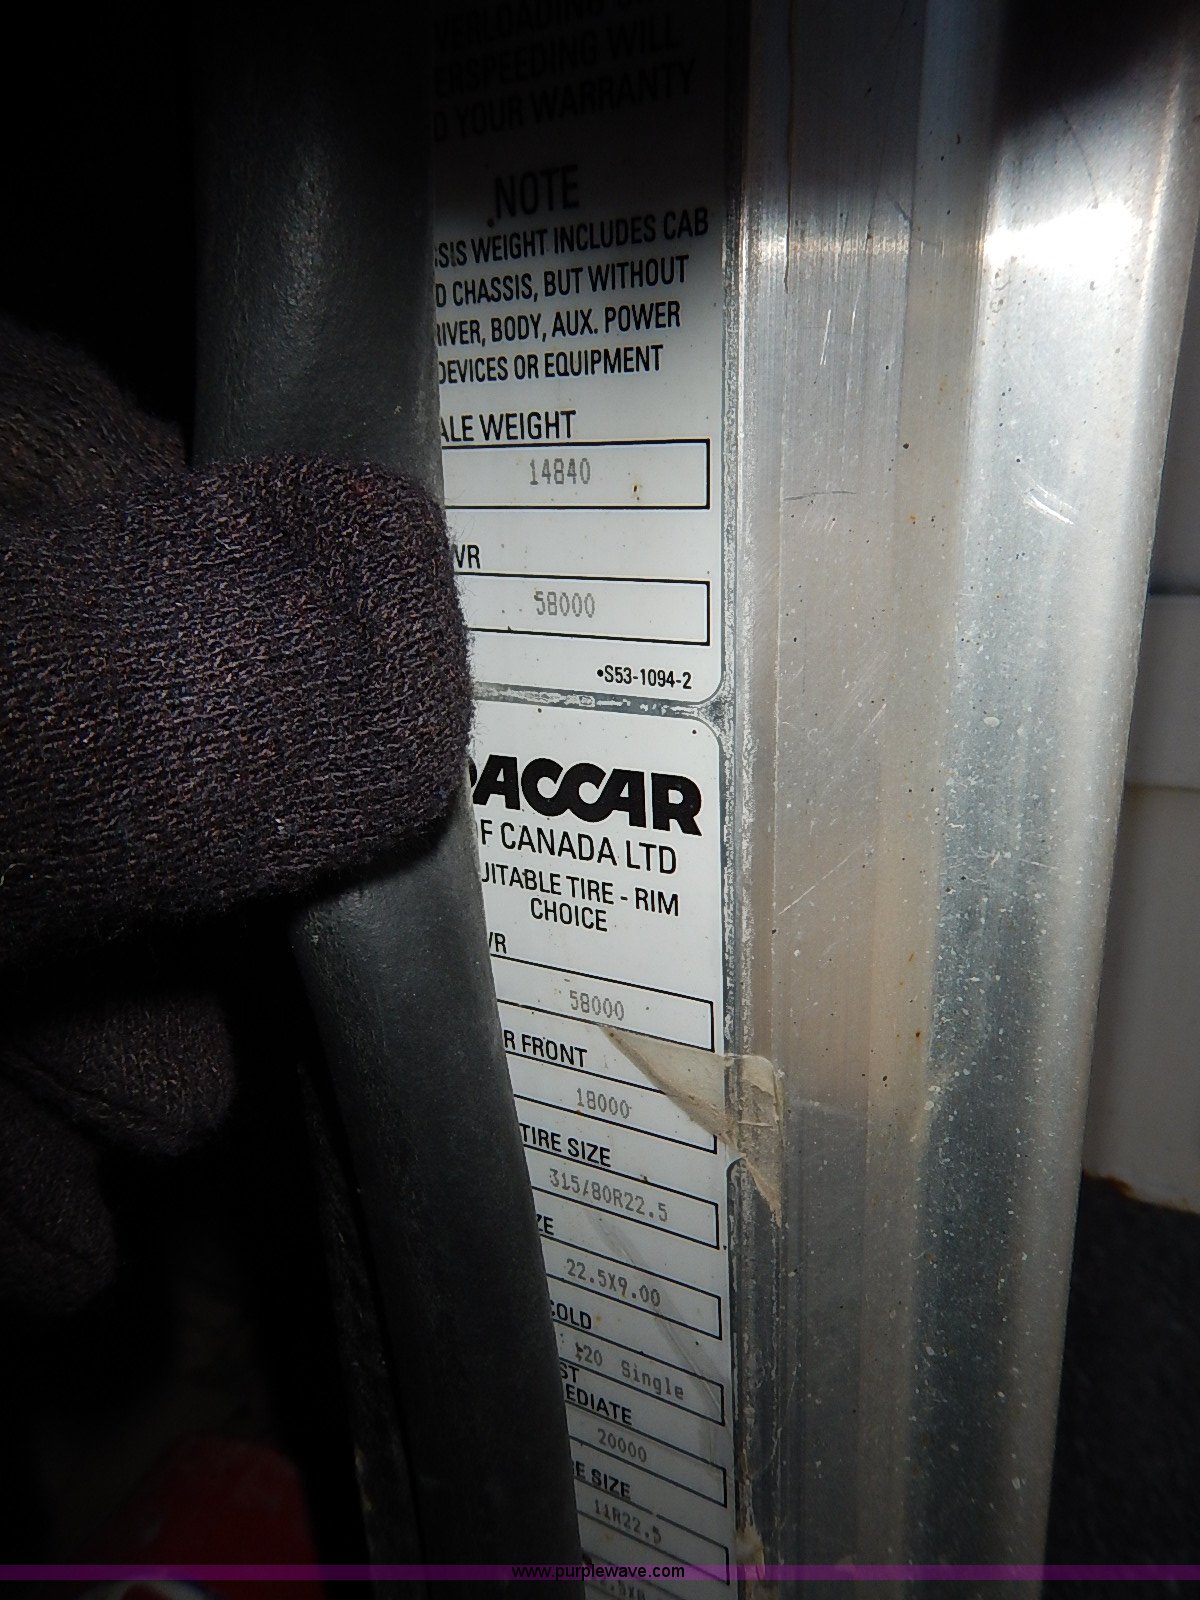 VERLOADING
ERSPEEDING WILL
D YOUR WARRANTY
.NOTE
SIS WEIGHT INCLUDES CAB
D CHASSIS, BUT WITHOUT
RIVER, BODY, AUX. POWER
DEVICES OR EQUIPMENT
ALE WEIGHT
14840
VR
58000
•S53-1094-2
PACCAR
F CANADA LTD
UITABLE TIRE - RIM
CHOICE
VR
58000
R FRONT
18000
TIRE SIZE
315/80R22.5
ZE
22.5X9.00
COLD
120 Single
ST
EDIATE
20000
E SIZE
11R22.5
www.purplewave.com